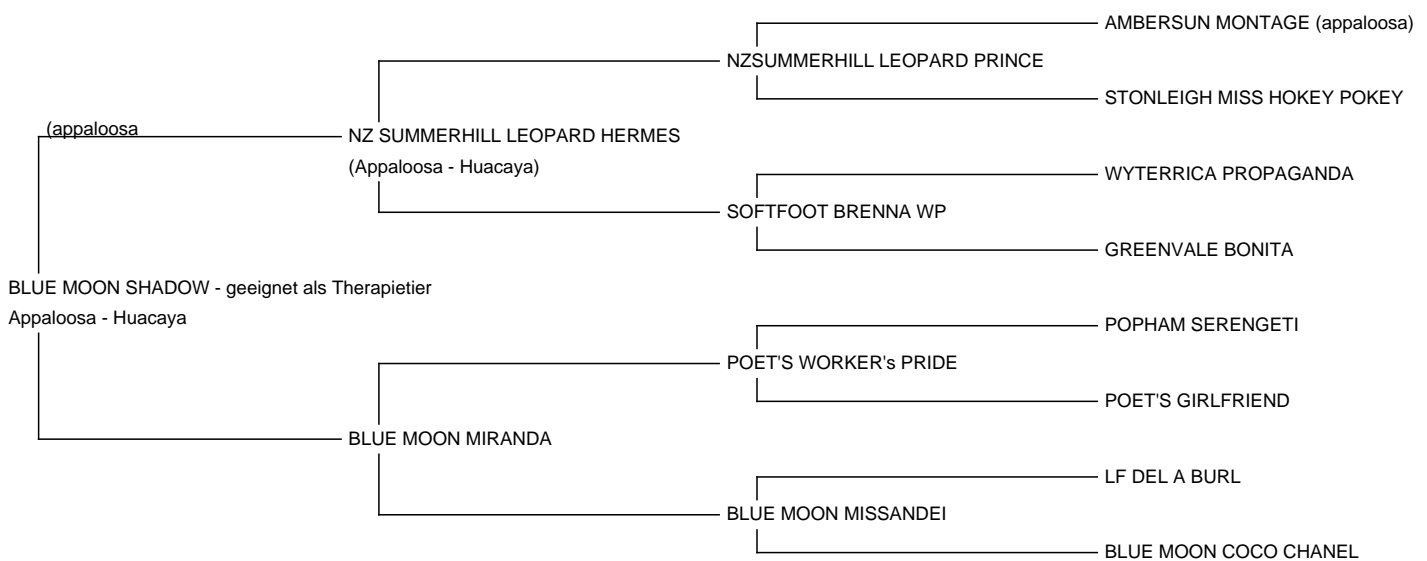 AMBERSUN MONTAGE (appaloosa)
NZSUMMERHILL LEOPARD PRINCE
STONLEIGH MISS HOKEY POKEY
(appaloosa
NZ SUMMERHILL LEOPARD HERMES
(Appaloosa - Huacaya)
WYTERRICA PROPAGANDA
SOFTFOOT BRENNA WP
GREENVALE BONITA
BLUE MOON SHADOW - geeignet als Therapietier
Appaloosa - Huacaya
POPHAM SERENGETI
POET'S WORKER's PRIDE
POET'S GIRLFRIEND
BLUE MOON MIRANDA
LF DEL A BURL
BLUE MOON MISSANDEI
BLUE MOON COCO CHANEL